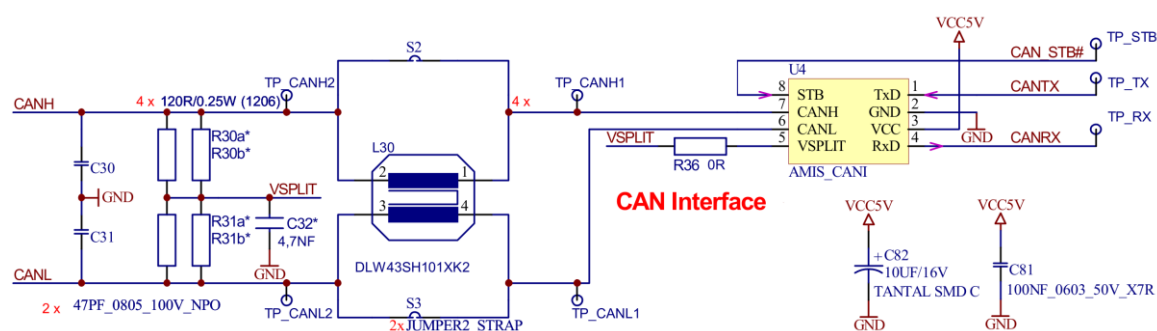 VCC5V
TP_STB
S2
CAN_STB#
U4
TP_CANH2
TP_CANH1
TP_TX
CANH
4 x 120R/0.25W (1206)
4 x
8 STB TxD 1 CANTX
7 CANH GND 2
6 CANL VCC 3 GND
TP_RX
5 VSPLIT RxD 4 CANRX
R30a*
R30b*
VSPLIT
R36 0R
AMIS_CANI
L30
2 1
3 4
C30
GND
VSPLIT
CAN Interface
C31
R31a*
R31b*
C32*
4,7NF
GND
VCC5V
VCC5V
DLW43SH101XK2
CANL
+ C82
10UF/16V
TANTAL SMD C
GND
C81
100NF_0603_50V_X7R
GND
2 x 47PF_0805_100V_NPO
TP_CANL2
S3
2x JUMPER2_STRAP
TP_CANL1